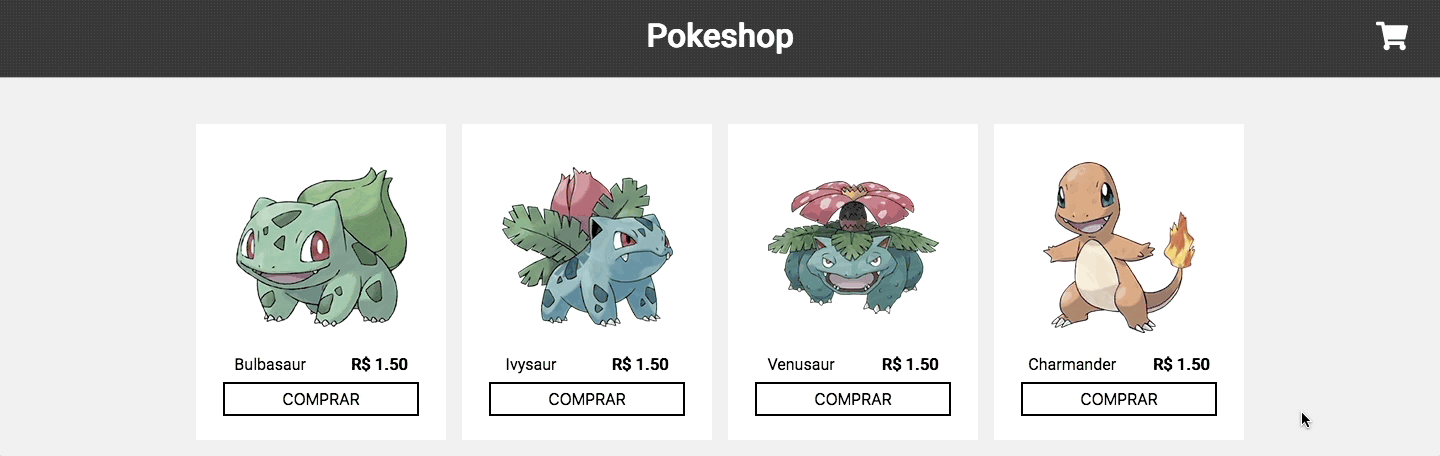 Pokeshop
Bulbasaur R$ 1.50
COMPRAR
Ivysaur R$ 1.50
COMPRAR
Venusaur R$ 1.50
COMPRAR
Charmander R$ 1.50
COMPRAR